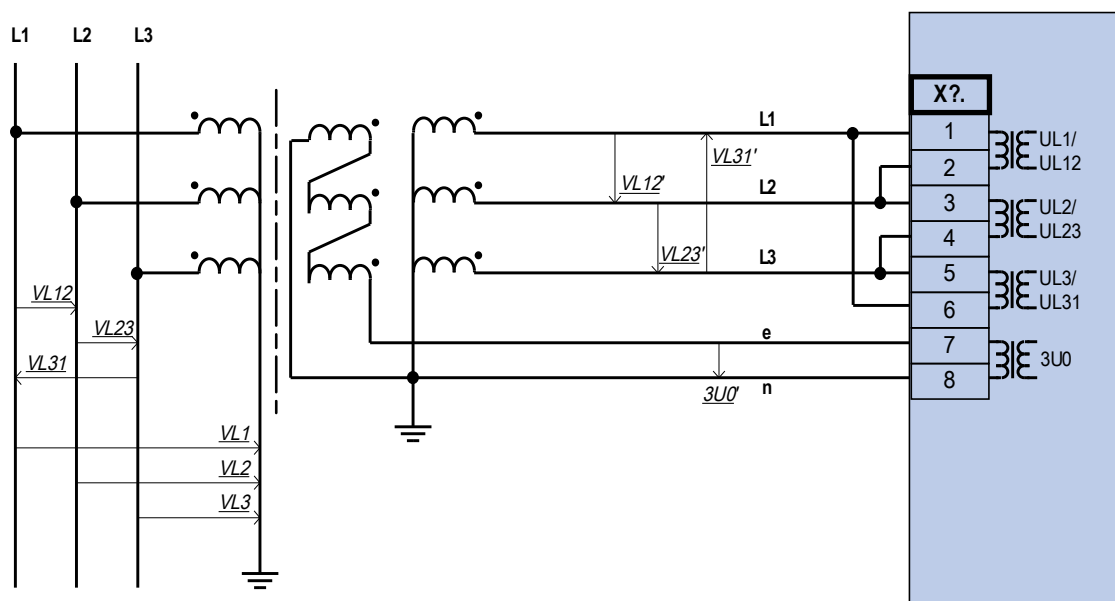 L1 L2 L3
X?.
L1
1
UL1/
UL12
VL31'
2
VL12'
L2
3
UL2/
UL23
4
VL23'
L3
5
UL3/
UL31
VL12
6
VL23
e
7
3U0
VL31
8
3U0'
n
VL1
VL2
VL3